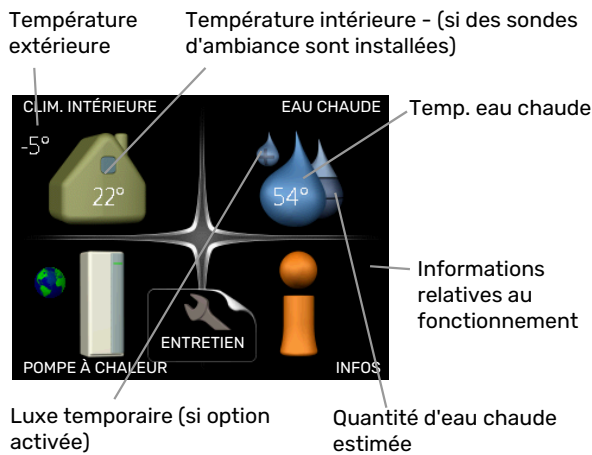 Température
extérieure
Température intérieure - (si des sondes
d'ambiance sont installées)
CLIM. INTÉRIEURE
EAU CHAUDE
Temp. eau chaude
-5°
22°
54°
Informations
relatives au
fonctionnement
ENTRETIEN
POMPE À CHALEUR
INFOS
Luxe temporaire (si option
activée)
Quantité d'eau chaude
estimée